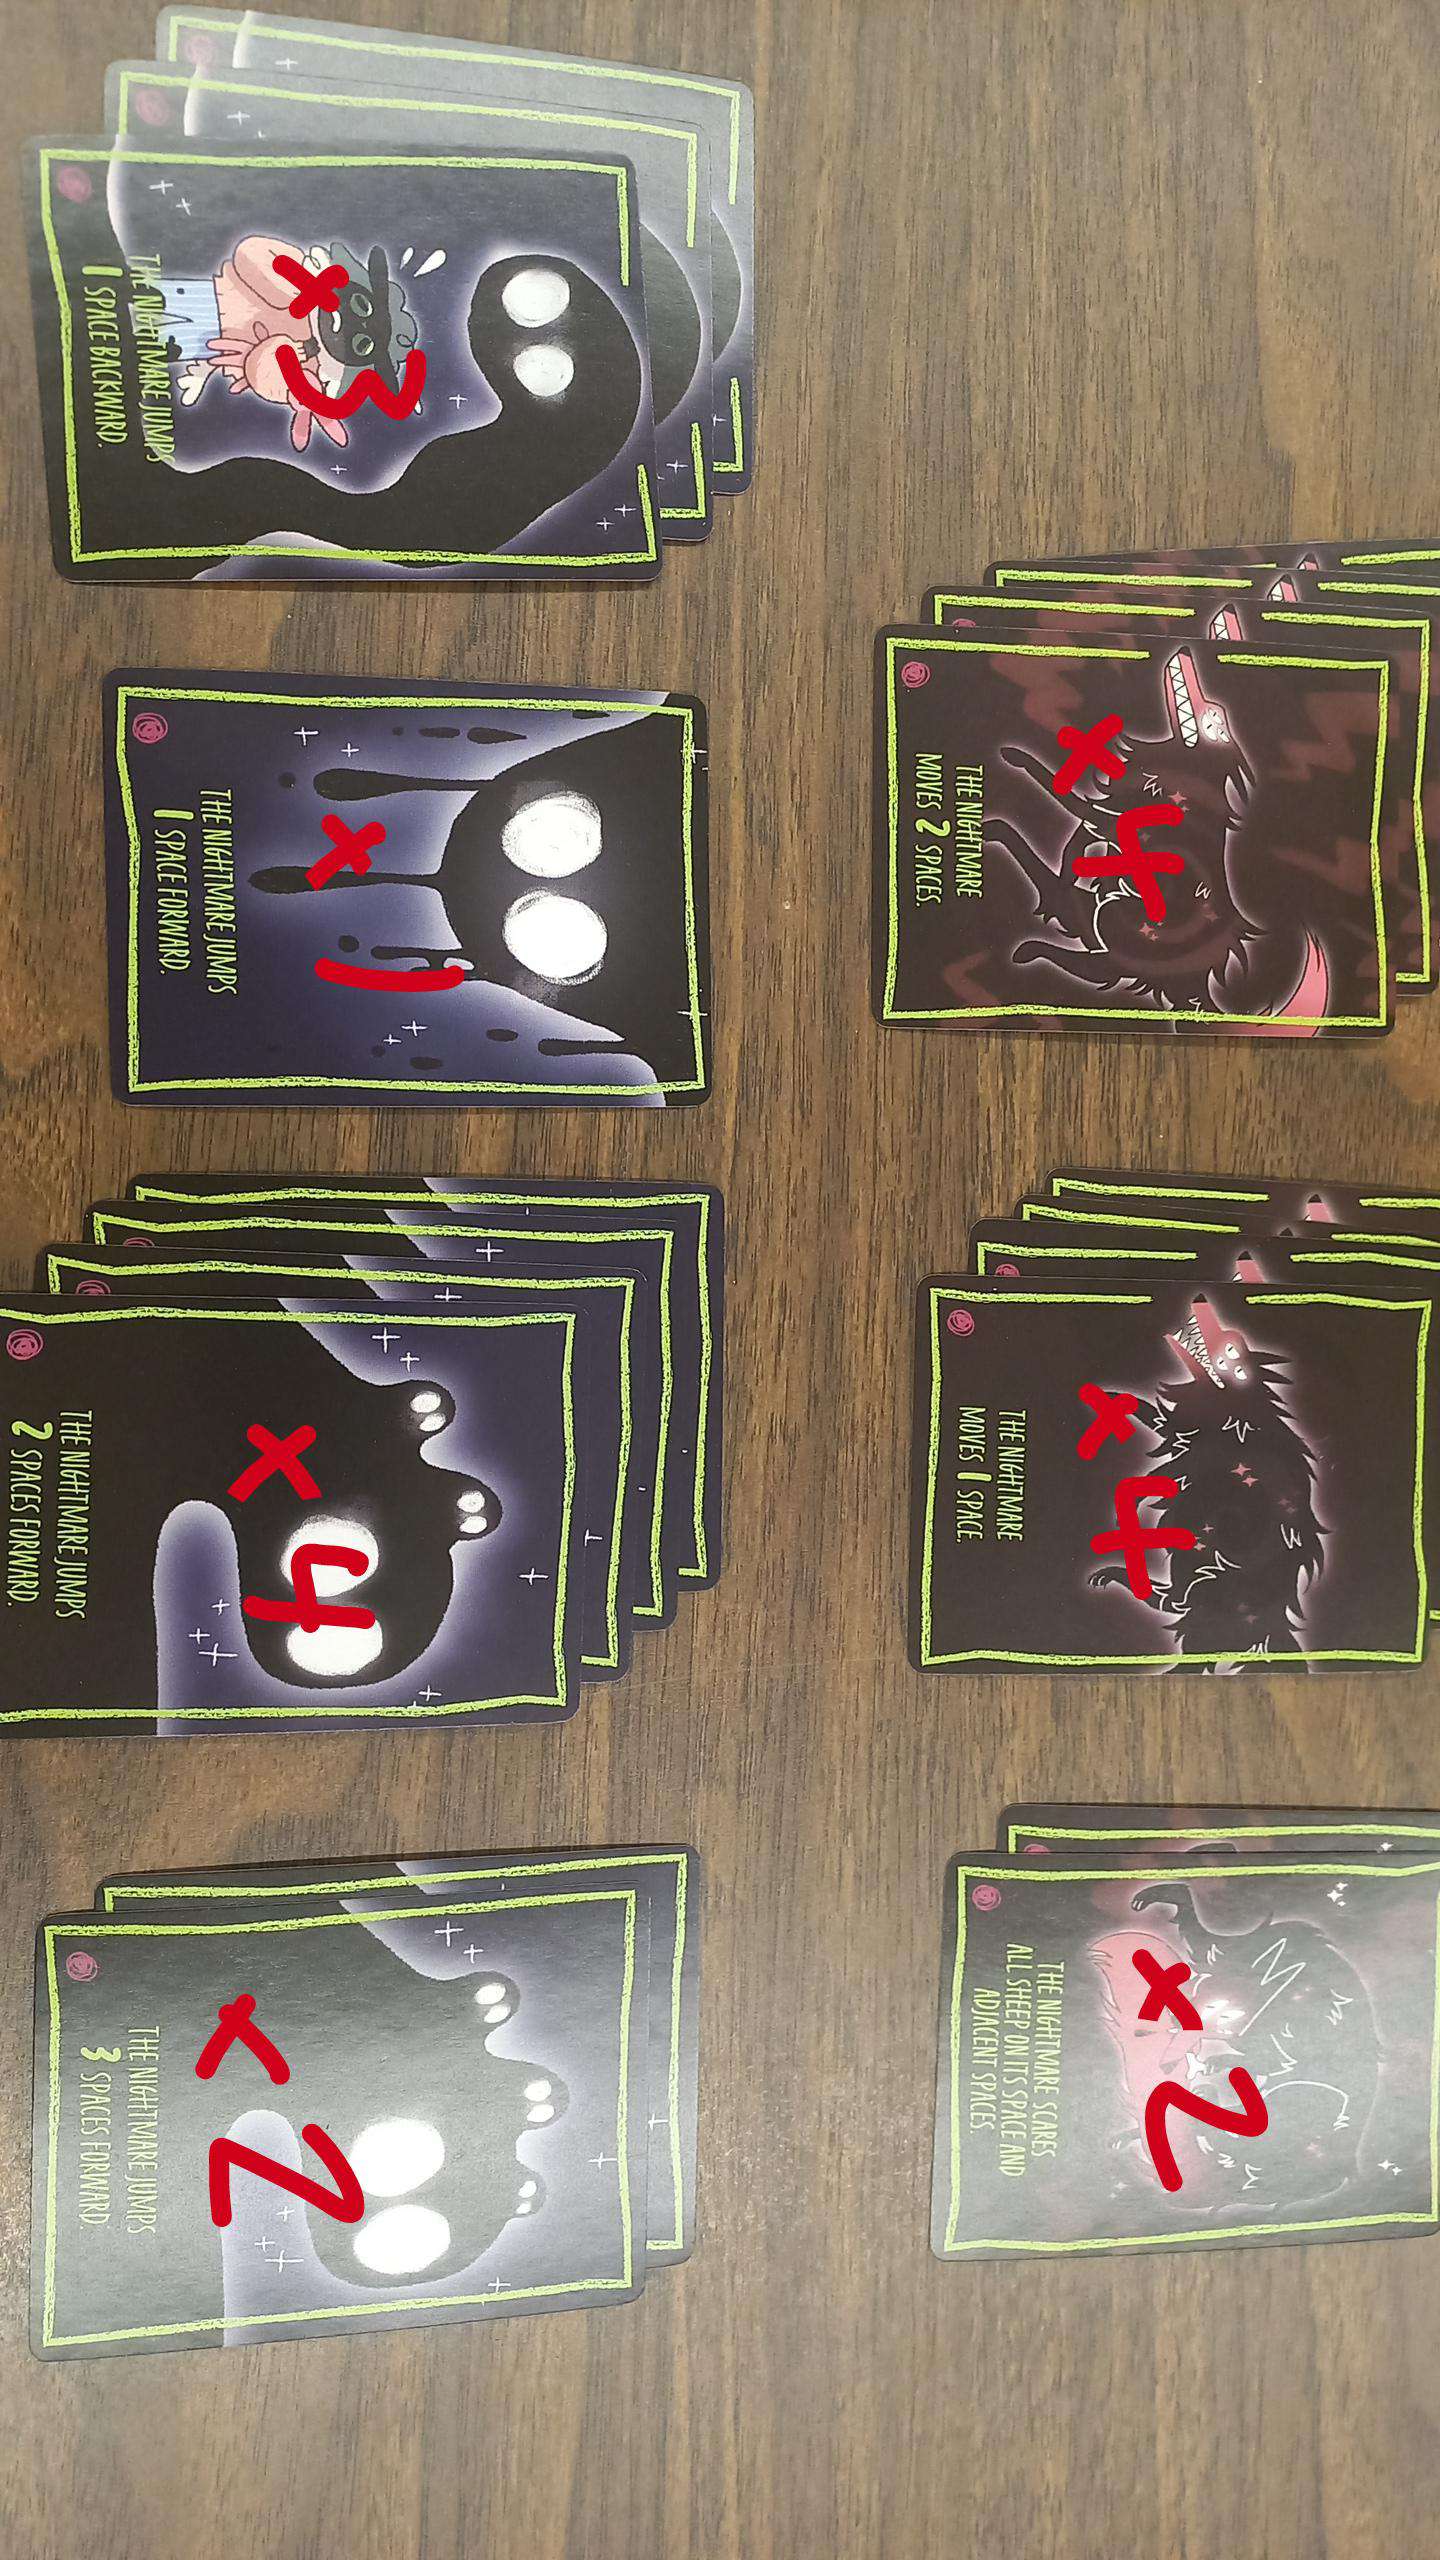 x4
THE NIGHTMARE
MOVES 2 SPACES.
x4
THE NIGHTMARE
MOVES 1 SPACE.
x2
THE NIGHTMARE SCARES
ALL SHEEP ON ITS SPACE AND
ADJACENT SPACES.
x3
THE NIGHTMARE JUMPS
1 SPACE BACKWARD.
x1
THE NIGHTMARE JUMPS
1 SPACE FORWARD.
x4
THE NIGHTMARE JUMPS
2 SPACES FORWARD.
x2
THE NIGHTMARE JUMPS
3 SPACES FORWARD.